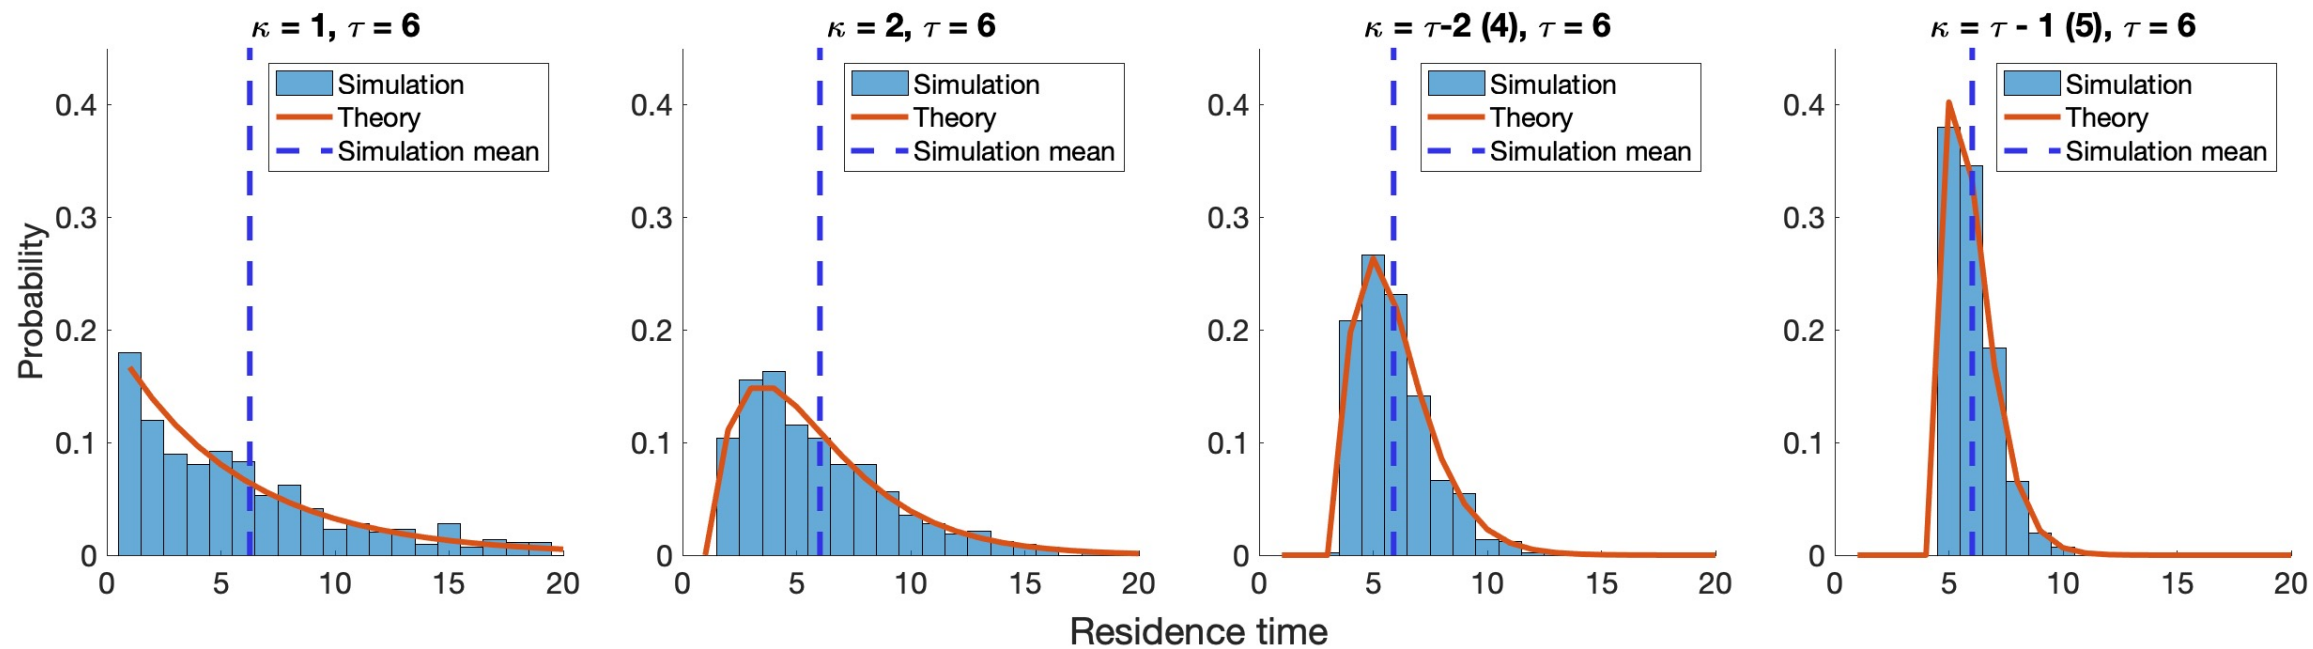 κ = 1, τ = 6
Simulation
Theory
Simulation mean
0.4
0.3
0.2
0.1
0
0 5 10 15 20
κ = 2, τ = 6
Simulation
Theory
Simulation mean
0.4
0.3
0.2
0.1
0
0 5 10 15 20
κ = τ-2 (4), τ = 6
Simulation
Theory
Simulation mean
0.4
0.3
0.2
0.1
0
0 5 10 15 20
κ = τ - 1 (5), τ = 6
Simulation
Theory
Simulation mean
0.4
0.3
0.2
0.1
0
0 5 10 15 20
Probability
Residence time